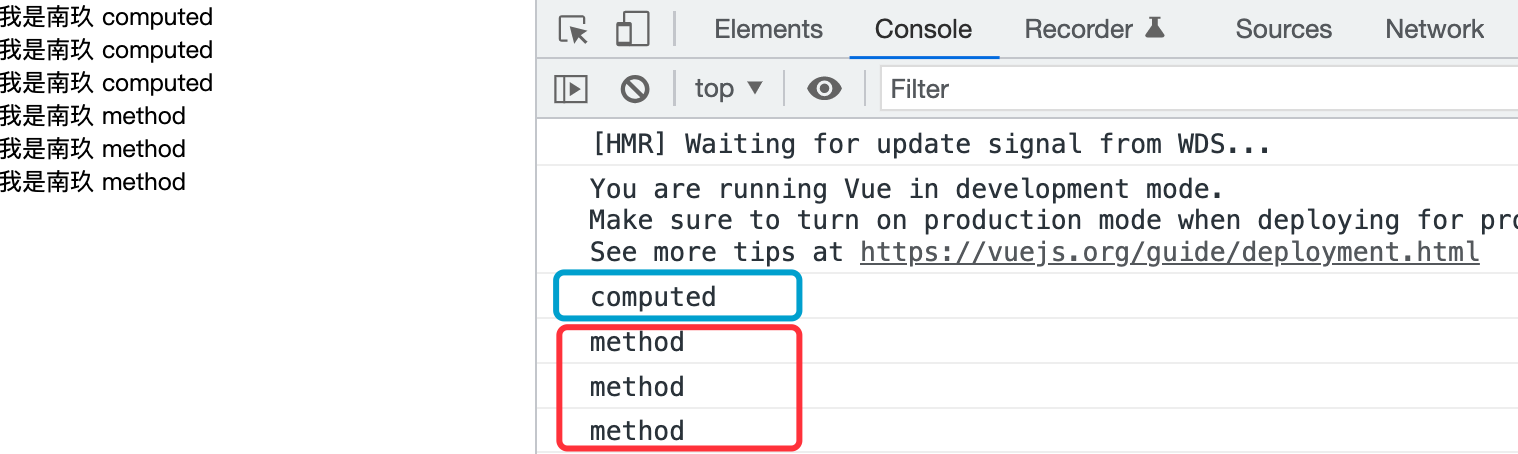 我是南玖 computed
我是南玖 computed
我是南玖 computed
我是南玖 method
我是南玖 method
我是南玖 method
Elements Console Recorder Sources Network
top Filter
[HMR] Waiting for update signal from WDS...
You are running Vue in development mode.
Make sure to turn on production mode when deploying for pro
See more tips at https://vuejs.org/guide/deployment.html
computed
method
method
method